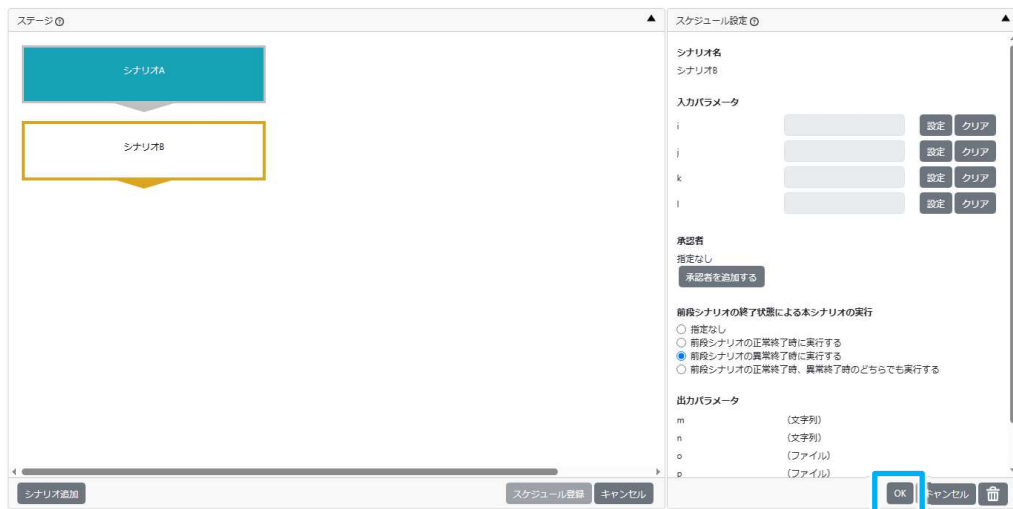 ステージ ?
シナリオA
シナリオB
シナリオ追加
スケジュール登録 キャンセル
スケジュール設定 ?
シナリオ名
シナリオB
入力パラメータ
i 設定 クリア
j 設定 クリア
k 設定 クリア
l 設定 クリア
承認者
指定なし
承認者を追加する
前段シナリオの終了状態による本シナリオの実行
指定なし
前段シナリオの正常終了時に実行する
前段シナリオの異常終了時に実行する
前段シナリオの正常終了時、異常終了時のどちらでも実行する
出力パラメータ
m (文字列)
n (文字列)
o (ファイル)
p (ファイル)
OK キャンセル